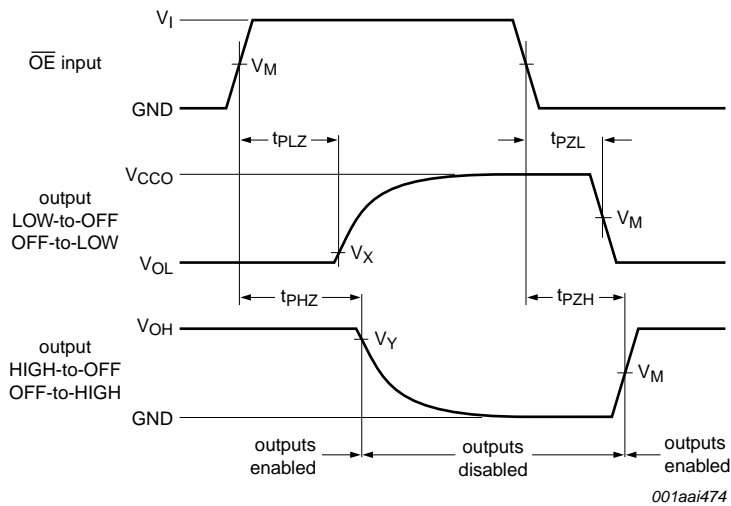 V_I
OE input
V_M
GND
t_PLZ
t_PZL
V_CCO
output
LOW-to-OFF
OFF-to-LOW
V_M
V_X
V_OL
t_PHZ
t_PZH
V_OH
V_Y
output
HIGH-to-OFF
OFF-to-HIGH
V_M
GND
outputs
enabled
outputs
disabled
outputs
enabled
001aai474